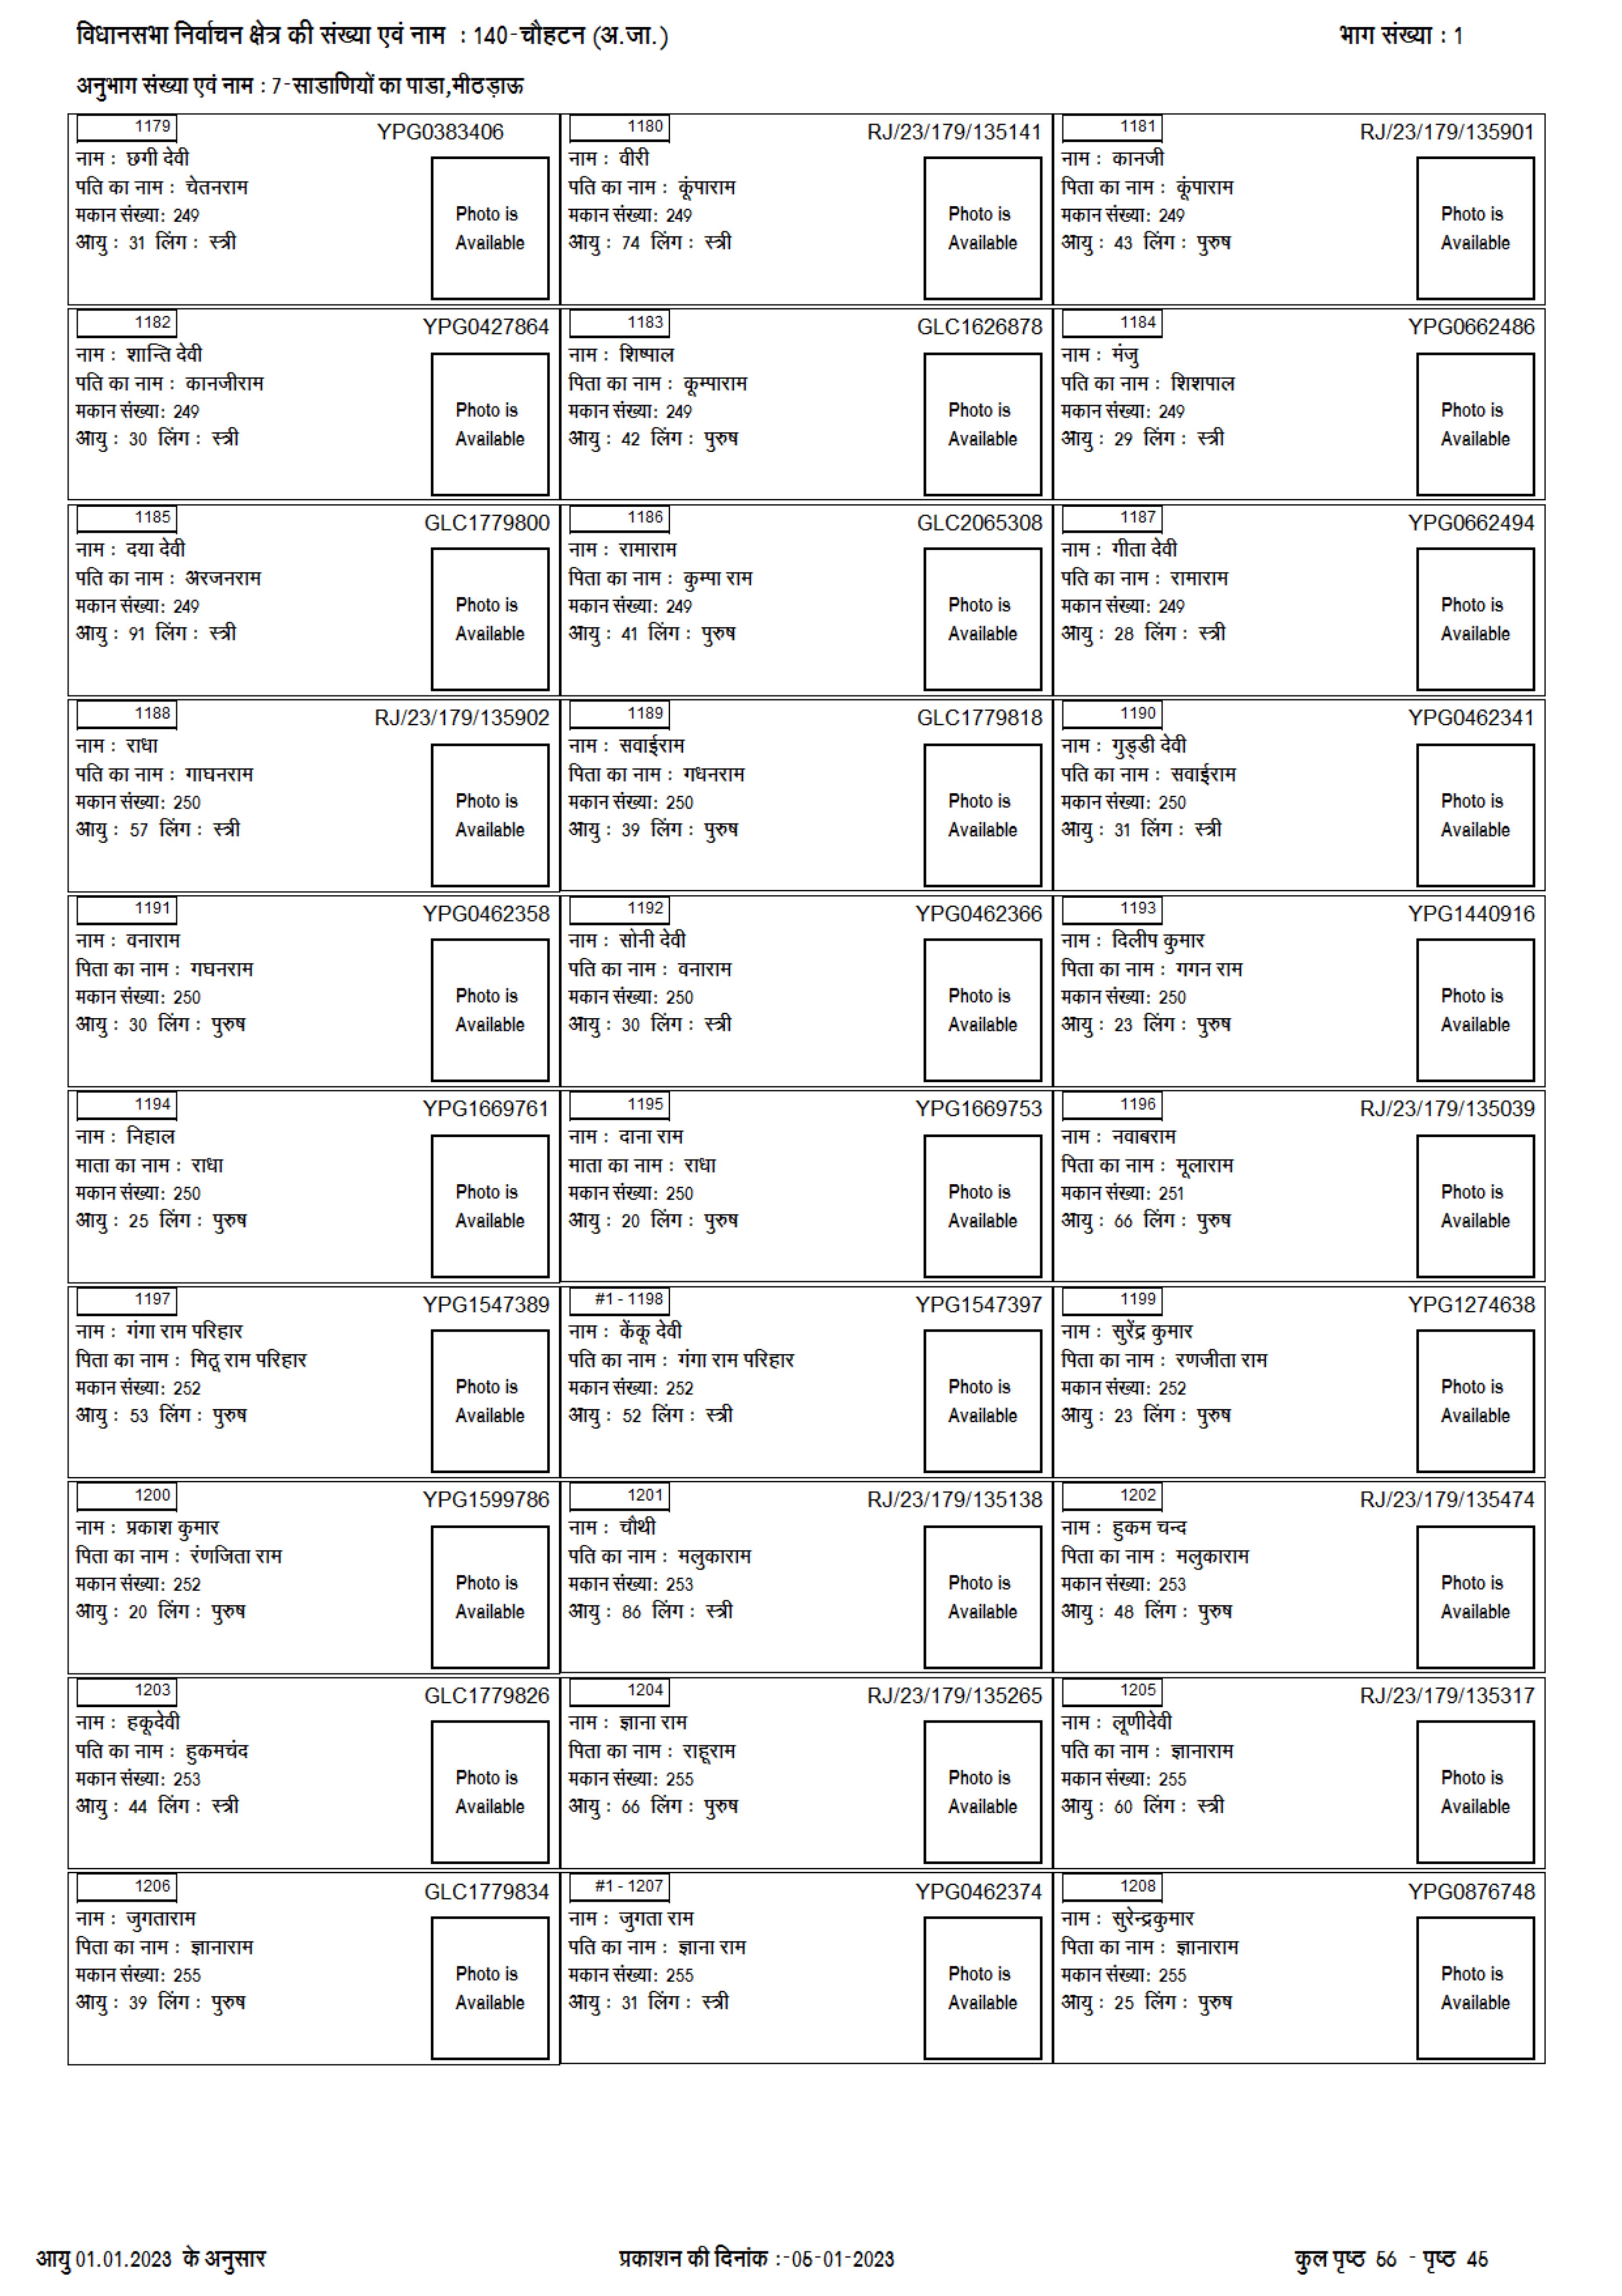 विधानसभा निर्वाचन क्षेत्र की संख्या एवं नाम : 140-चौहटन (अ.जा.)
भाग संख्या : 1
अनुभाग संख्या एवं नाम : 7-साडाणियों का पाडा,मीठड़ाऊ
1179 YPG0383406
नाम : छगी देवी
पति का नाम : चेतनराम
मकान संख्या: 249
आयु : 31 लिंग : स्त्री
Photo is
Available
1180 RJ/23/179/135141
नाम : वीरी
पति का नाम : कूंपाराम
मकान संख्या: 249
आयु : 74 लिंग : स्त्री
Photo is
Available
1181 RJ/23/179/135901
नाम : कानजी
पिता का नाम : कूंपाराम
मकान संख्या: 249
आयु : 43 लिंग : पुरुष
Photo is
Available
1182 YPG0427864
नाम : शान्ति देवी
पति का नाम : कानजीराम
मकान संख्या: 249
आयु : 30 लिंग : स्त्री
Photo is
Available
1183 GLC1626878
नाम : शिष्पाल
पिता का नाम : कूम्पाराम
मकान संख्या: 249
आयु : 42 लिंग : पुरुष
Photo is
Available
1184 YPG0662486
नाम : मंजु
पति का नाम : शिशपाल
मकान संख्या: 249
आयु : 29 लिंग : स्त्री
Photo is
Available
1185 GLC1779800
नाम : दया देवी
पति का नाम : अरजनराम
मकान संख्या: 249
आयु : 91 लिंग : स्त्री
Photo is
Available
1186 GLC2065308
नाम : रामाराम
पिता का नाम : कुम्पा राम
मकान संख्या: 249
आयु : 41 लिंग : पुरुष
Photo is
Available
1187 YPG0662494
नाम : गीता देवी
पति का नाम : रामाराम
मकान संख्या: 249
आयु : 28 लिंग : स्त्री
Photo is
Available
1188 RJ/23/179/135902
नाम : राधा
पति का नाम : गाघनराम
मकान संख्या: 250
आयु : 57 लिंग : स्त्री
Photo is
Available
1189 GLC1779818
नाम : सवाईराम
पिता का नाम : गधनराम
मकान संख्या: 250
आयु : 39 लिंग : पुरुष
Photo is
Available
1190 YPG0462341
नाम : गुड्डी देवी
पति का नाम : सवाईराम
मकान संख्या: 250
आयु : 31 लिंग : स्त्री
Photo is
Available
1191 YPG0462358
नाम : वनाराम
पिता का नाम : गघनराम
मकान संख्या: 250
आयु : 30 लिंग : पुरुष
Photo is
Available
1192 YPG0462366
नाम : सोनी देवी
पति का नाम : वनाराम
मकान संख्या: 250
आयु : 30 लिंग : स्त्री
Photo is
Available
1193 YPG1440916
नाम : दिलीप कुमार
पिता का नाम : गगन राम
मकान संख्या: 250
आयु : 23 लिंग : पुरुष
Photo is
Available
1194 YPG1669761
नाम : निहाल
माता का नाम : राधा
मकान संख्या: 250
आयु : 25 लिंग : पुरुष
Photo is
Available
1195 YPG1669753
नाम : दाना राम
माता का नाम : राधा
मकान संख्या: 250
आयु : 20 लिंग : पुरुष
Photo is
Available
1196 RJ/23/179/135039
नाम : नवाबराम
पिता का नाम : मूलाराम
मकान संख्या: 251
आयु : 66 लिंग : पुरुष
Photo is
Available
1197 YPG1547389
नाम : गंगा राम परिहार
पिता का नाम : मिठू राम परिहार
मकान संख्या: 252
आयु : 53 लिंग : पुरुष
Photo is
Available
#1 - 1198 YPG1547397
नाम : केंकू देवी
पति का नाम : गंगा राम परिहार
मकान संख्या: 252
आयु : 52 लिंग : स्त्री
Photo is
Available
1199 YPG1274638
नाम : सुरेंद्र कुमार
पिता का नाम : रणजीता राम
मकान संख्या: 252
आयु : 23 लिंग : पुरुष
Photo is
Available
1200 YPG1599786
नाम : प्रकाश कुमार
पिता का नाम : रंणजिता राम
मकान संख्या: 252
आयु : 20 लिंग : पुरुष
Photo is
Available
1201 RJ/23/179/135138
नाम : चौथी
पति का नाम : मलुकाराम
मकान संख्या: 253
आयु : 86 लिंग : स्त्री
Photo is
Available
1202 RJ/23/179/135474
नाम : हुकम चन्द
पिता का नाम : मलुकाराम
मकान संख्या: 253
आयु : 48 लिंग : पुरुष
Photo is
Available
1203 GLC1779826
नाम : हकूदेवी
पति का नाम : हुकमचंद
मकान संख्या: 253
आयु : 44 लिंग : स्त्री
Photo is
Available
1204 RJ/23/179/135265
नाम : ज्ञाना राम
पिता का नाम : राहूराम
मकान संख्या: 255
आयु : 66 लिंग : पुरुष
Photo is
Available
1205 RJ/23/179/135317
नाम : लूणीदेवी
पति का नाम : ज्ञानाराम
मकान संख्या: 255
आयु : 60 लिंग : स्त्री
Photo is
Available
1206 GLC1779834
नाम : जुगताराम
पिता का नाम : ज्ञानाराम
मकान संख्या: 255
आयु : 39 लिंग : पुरुष
Photo is
Available
#1 - 1207 YPG0462374
नाम : जुगता राम
पति का नाम : ज्ञाना राम
मकान संख्या: 255
आयु : 31 लिंग : स्त्री
Photo is
Available
1208 YPG0876748
नाम : सुरेन्द्रकुमार
पिता का नाम : ज्ञानाराम
मकान संख्या: 255
आयु : 25 लिंग : पुरुष
Photo is
Available
आयु 01.01.2023 के अनुसार
प्रकाशन की दिनांक :-05-01-2023
कुल पृष्ठ 56 - पृष्ठ 45